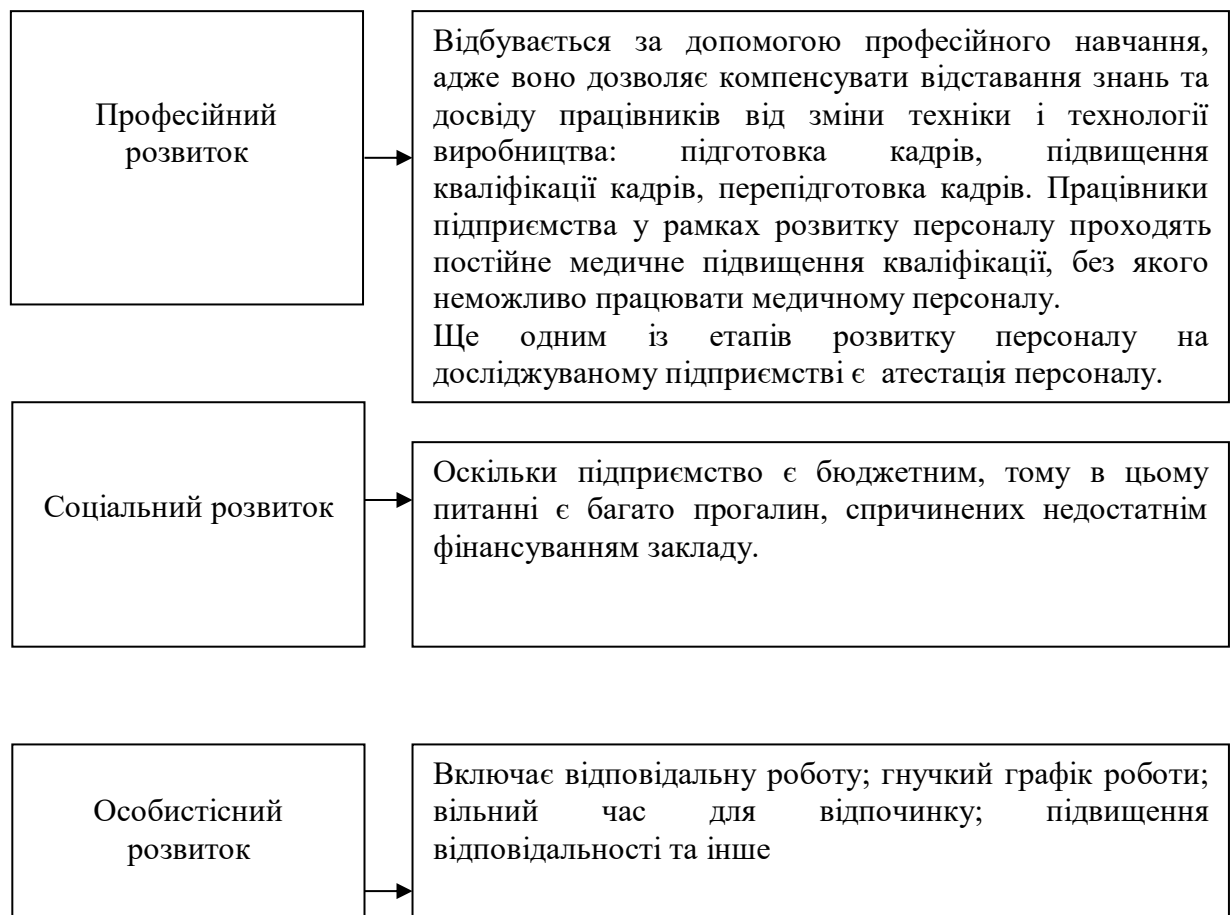 Професійний
розвиток
Відбувається за допомогою професійного навчання,
адже воно дозволяє компенсувати відставання знань та
досвіду працівників від зміни техніки і технології
виробництва: підготовка кадрів, підвищення
кваліфікації кадрів, перепідготовка кадрів. Працівники
підприємства у рамках розвитку персоналу проходять
постійне медичне підвищення кваліфікації, без якого
неможливо працювати медичному персоналу.
Ще одним із етапів розвитку персоналу на
досліджуваному підприємстві є атестація персоналу.
Соціальний розвиток
Оскільки підприємство є бюджетним, тому в цьому
питанні є багато прогалин, спричинених недостатнім
фінансуванням закладу.
Особистісний
розвиток
Включає відповідальну роботу; гнучкий графік роботи;
вільний час для відпочинку; підвищення
відповідальності та інше